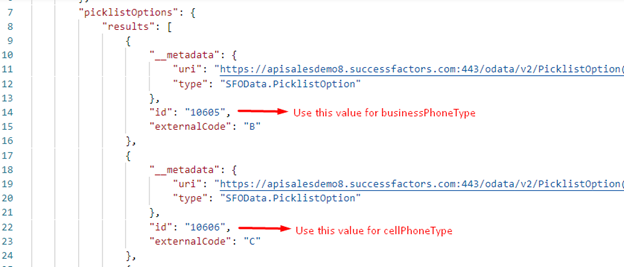 6 },
7 "picklistOptions": {
8 "results": [
9 {
10 "__metadata": {
11 "uri": "https://apisalesdemo8.successfactors.com:443/odata/v2/PicklistOption(
12 "type": "SFOData.PicklistOption"
13 },
14 "id": "10605", Use this value for businessPhoneType
15 "externalCode": "B"
16 },
17 {
18 "__metadata": {
19 "uri": "https://apisalesdemo8.successfactors.com:443/odata/v2/PicklistOption(
20 "type": "SFOData.PicklistOption"
21 },
22 "id": "10606", Use this value for cellPhoneType
23 "externalCode": "C"
24 },